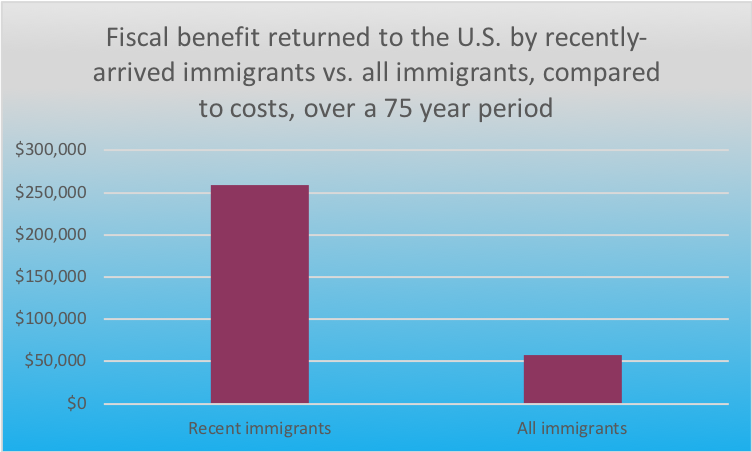 Fiscal benefit returned to the U.S. by recently-
arrived immigrants vs. all immigrants, compared
to costs, over a 75 year period
$300,000
$250,000
$200,000
$150,000
$100,000
$50,000
$0
Recent immigrants
All immigrants